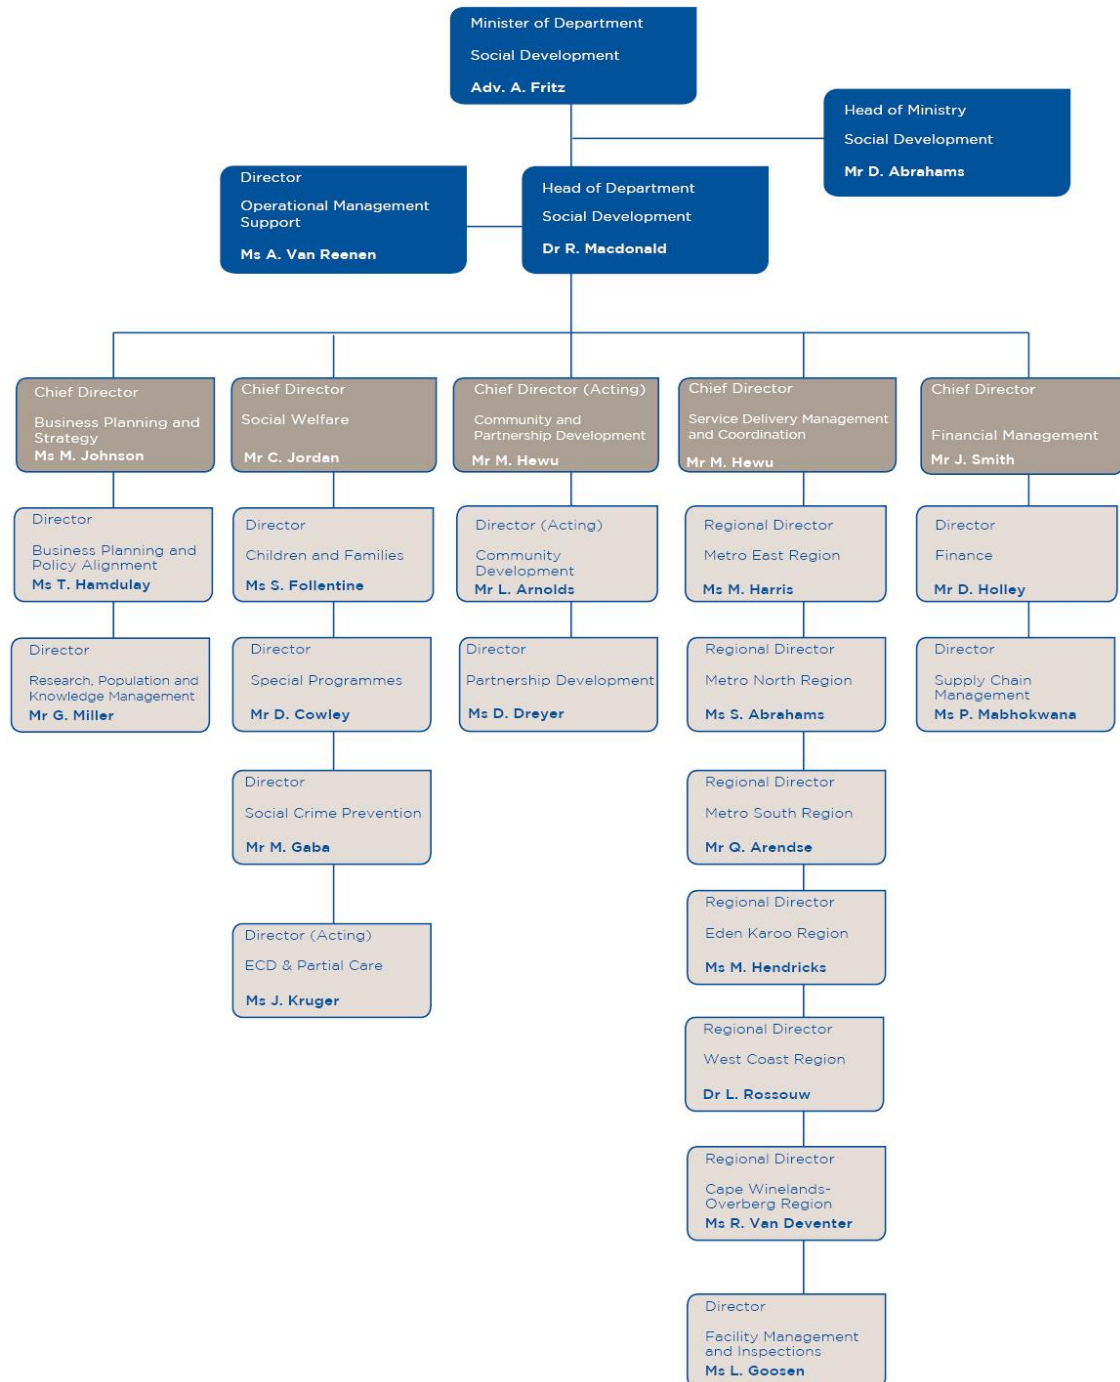 Minister of Department
Social Development
Adv. A. Fritz
Head of Ministry
Social Development
Mr D. Abrahams
Director
Operational Management
Support
Ms A. Van Reenen
Head of Department
Social Development
Dr R. Macdonald
Chief Director
Business Planning and
Strategy
Ms M. Johnson
Chief Director
Social Welfare
Mr C. Jordan
Chief Director (Acting)
Community and
Partnership Development
Mr M. Hewu
Chief Director
Service Delivery Management
and Coordination
Mr M. Hewu
Chief Director
Financial Management
Mr J. Smith
Director
Business Planning and
Policy Alignment
Ms T. Hamdulay
Director
Children and Families
Ms S. Follentine
Director (Acting)
Community
Development
Mr L. Arnolds
Regional Director
Metro East Region
Ms M. Harris
Director
Finance
Mr D. Holley
Director
Research, Population and
Knowledge Management
Mr G. Miller
Director
Special Programmes
Mr D. Cowley
Director
Partnership Development
Ms D. Dreyer
Regional Director
Metro North Region
Ms S. Abrahams
Director
Supply Chain
Management
Ms P. Mabhokwana
Director
Social Crime Prevention
Mr M. Gaba
Regional Director
Metro South Region
Mr Q. Arendse
Director (Acting)
ECD & Partial Care
Ms J. Kruger
Regional Director
Eden Karoo Region
Ms M. Hendricks
Regional Director
West Coast Region
Dr L. Rossouw
Regional Director
Cape Winelands-
Overberg Region
Ms R. Van Deventer
Director
Facility Management
and Inspections
Ms L. Goosen